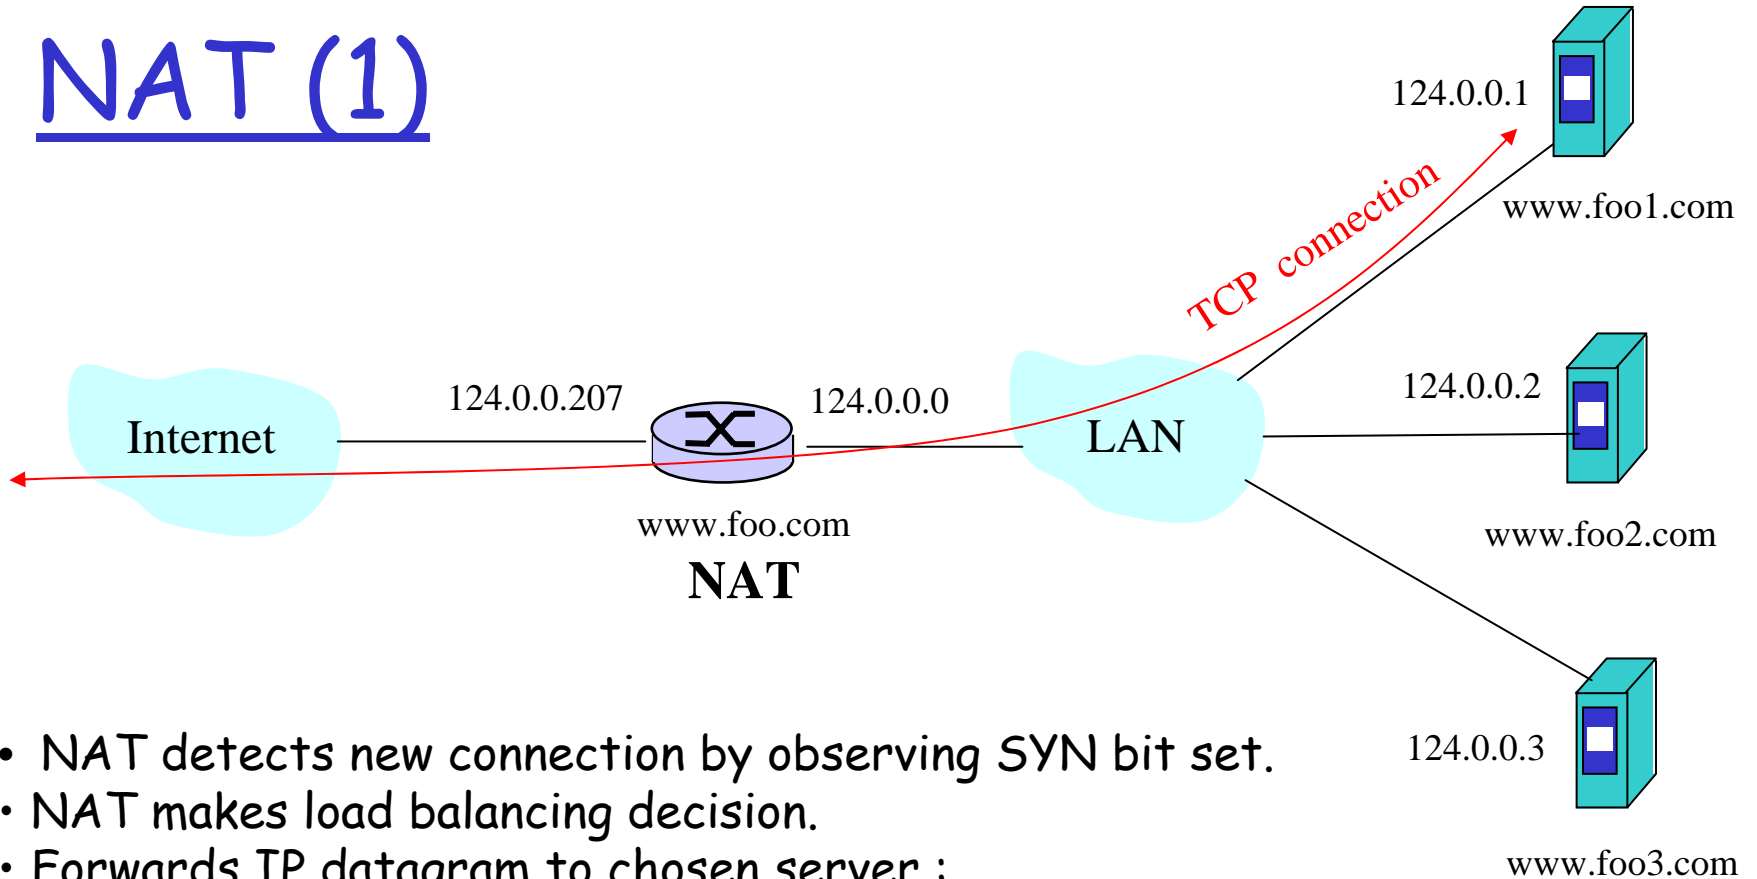 NAT (1)
124.0.0.1
www.foo1.com
TCP connection
124.0.0.207
124.0.0.0
124.0.0.2
Internet
LAN
www.foo.com
www.foo2.com
NAT
• NAT detects new connection by observing SYN bit set.
124.0.0.3
• NAT makes load balancing decision.
• Forwards IP datagram to chosen server :
www.foo3.com